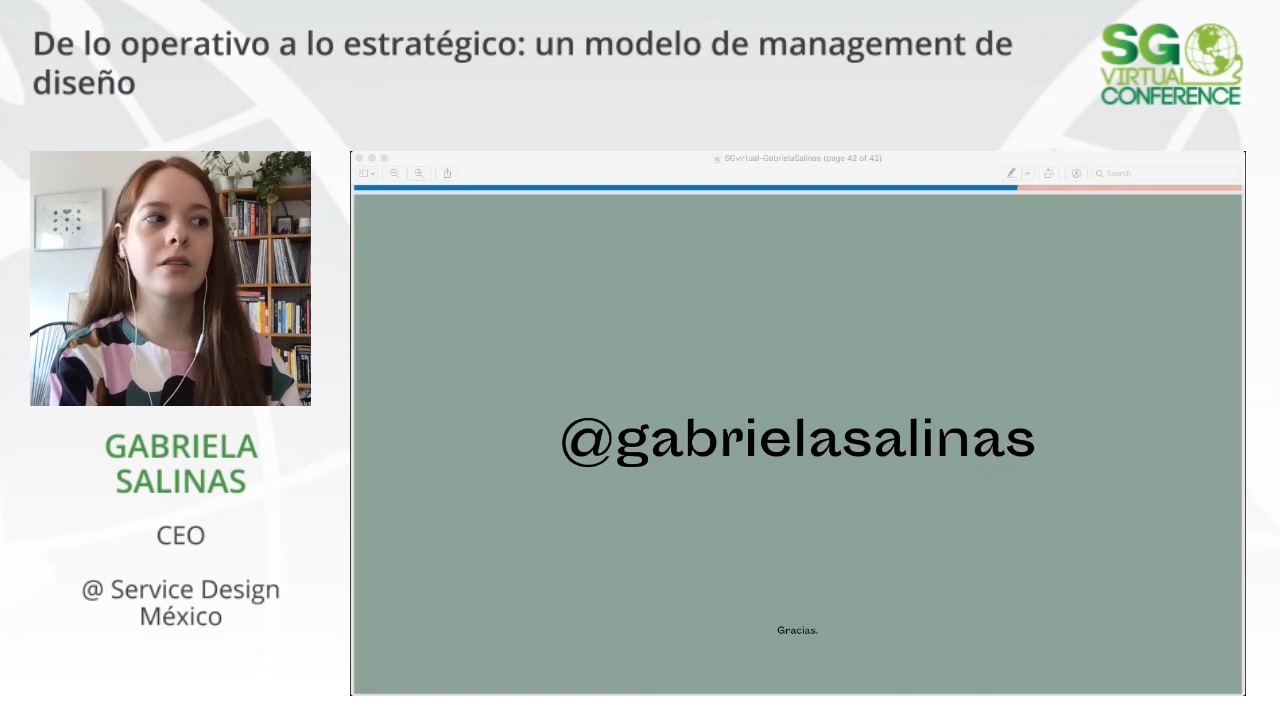 De lo operativo a lo estratégico: un modelo de management de
diseño
SG
VIRTUAL
CONFERENCE
SGvirtual-GabrielaSalinas (page 42 of 42)
Search
@gabrielasalinas
Gracias.
GABRIELA
SALINAS
CEO
@ Service Design
México